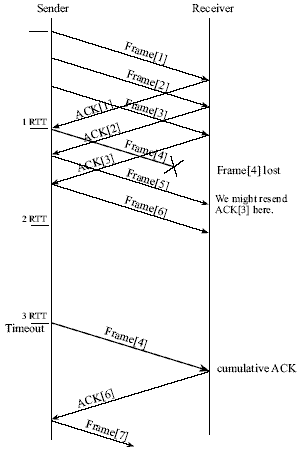 Sender Receiver
Frame[1]
Frame[2]
ACK[1]
Frame[3]
1 RTT
ACK[2]
Frame[4]
ACK[3]
Frame[4] lost
Frame[5]
We might resend
ACK[3] here.
Frame[6]
2 RTT
3 RTT
Timeout
Frame[4]
cumulative ACK
ACK[6]
Frame[7]